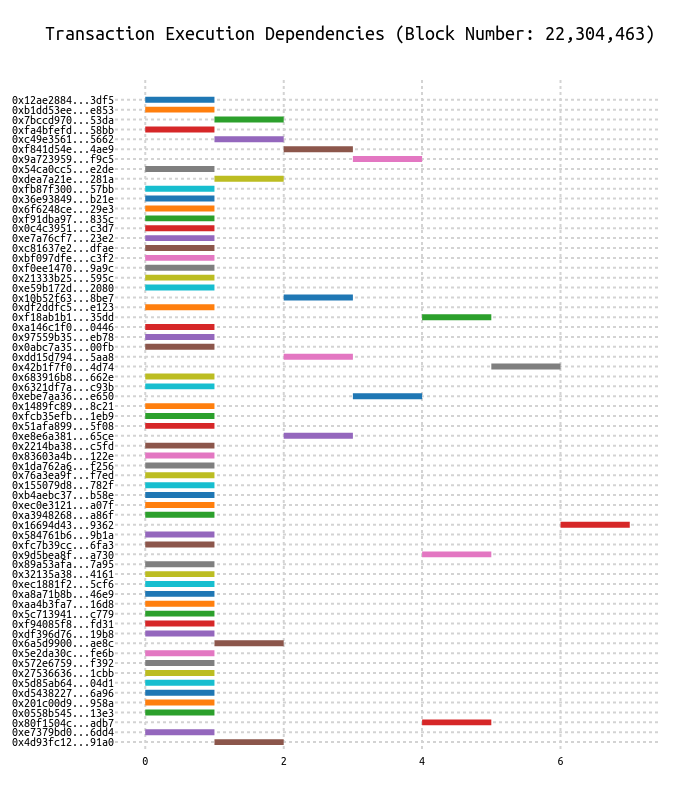 Transaction Execution Dependencies (Block Number: 22,304,463)
0x12ae2884...3df5
0xb1dd53ee...e853
0x7bccd970...53da
0xfa4bfefd...58bb
0xc49e3561...5662
0xf841d54e...4ae9
0x9a723959...f9c5
0x54ca0cc5...e2de
0xdea7a21e...281a
0xfb87f300...57bb
0x36e93849...b21e
0x6f6248ce...29e3
0xf91dba97...835c
0x0c4c3951...c3d7
0xe7a76cf7...23e2
0xc81637e2...dfae
0xbf097dfe...c3f2
0xf0ee1470...9a9c
0x21333b25...595c
0xe59b172d...2080
0x10b52f63...8be7
0xdf2ddfc5...e123
0xf18ab1b1...35dd
0xa146c1f0...0446
0x97559b35...eb78
0x0abc7a35...00fb
0xdd15d794...5aa8
0x42b1f7f0...4d74
0x683916b8...662e
0x6321df7a...c93b
0xebe7aa36...e650
0x1489fc89...8c21
0xfcb35efb...1eb9
0x51afa899...5f08
0xe8e6a381...65ce
0x2214ba38...c5fd
0x83603a4b...122e
0x1da762a6...f256
0x76a3ea9f...f7ed
0x155079d8...782f
0xb4aebc37...b58e
0xec0e3121...a07f
0xa3948268...a86f
0x16694d43...9362
0x584761b6...9b1a
0xfc7b39cc...6fa3
0x9d5bea8f...a730
0x89a53afa...7a95
0x32135a38...4161
0xec1881f2...5cf6
0xa8a71b8b...46e9
0xaa4b3fa7...16d8
0x5c713941...c779
0xf94085f8...fd31
0xdf396d76...19b8
0x6a5d9900...ae8c
0x5e2da30c...fe6b
0x572e6759...f392
0x27536636...1cbb
0x5d85ab64...04d1
0xd5438227...6a96
0x201c00d9...958a
0x0558b545...13e3
0x80f1504c...adb7
0xe7379bd0...6dd4
0x4d93fc12...91a0
0 2 4 6